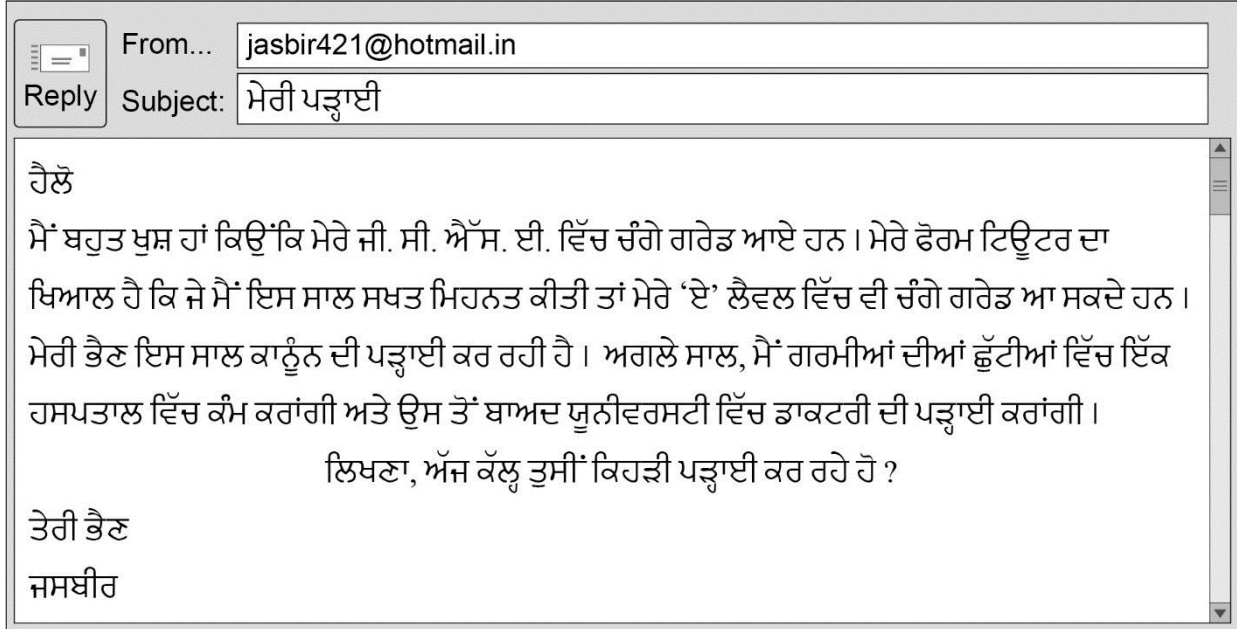 From... jasbir421@hotmail.in
Reply
Subject: ਮੇਰੀ ਪੜ੍ਹਾਈ
ਹੈਲੋ
ਮੈਂ ਬਹੁਤ ਖੁਸ਼ ਹਾਂ ਕਿਉਂਕਿ ਮੇਰੇ ਜੀ. ਸੀ. ਐੱਸ. ਈ. ਵਿੱਚ ਚੰਗੇ ਗਰੇਡ ਆਏ ਹਨ। ਮੇਰੇ ਫੋਰਮ ਟਿਊਟਰ ਦਾ
ਖਿਆਲ ਹੈ ਕਿ ਜੇ ਮੈਂ ਇਸ ਸਾਲ ਸਖਤ ਮਿਹਨਤ ਕੀਤੀ ਤਾਂ ਮੇਰੇ ‘ਏ’ ਲੈਵਲ ਵਿੱਚ ਵੀ ਚੰਗੇ ਗਰੇਡ ਆ ਸਕਦੇ ਹਨ।
ਮੇਰੀ ਭੈਣ ਇਸ ਸਾਲ ਕਾਨੂੰਨ ਦੀ ਪੜ੍ਹਾਈ ਕਰ ਰਹੀ ਹੈ। ਅਗਲੇ ਸਾਲ, ਮੈਂ ਗਰਮੀਆਂ ਦੀਆਂ ਛੁੱਟੀਆਂ ਵਿੱਚ ਇੱਕ
ਹਸਪਤਾਲ ਵਿੱਚ ਕੰਮ ਕਰਾਂਗੀ ਅਤੇ ਉਸ ਤੋਂ ਬਾਅਦ ਯੂਨੀਵਰਸਟੀ ਵਿੱਚ ਡਾਕਟਰੀ ਦੀ ਪੜ੍ਹਾਈ ਕਰਾਂਗੀ।
ਲਿਖਣਾ, ਅੱਜ ਕੱਲ੍ਹ ਤੁਸੀਂ ਕਿਹੜੀ ਪੜ੍ਹਾਈ ਕਰ ਰਹੇ ਹੋ ?
ਤੇਰੀ ਭੈਣ
ਜਸਬੀਰ